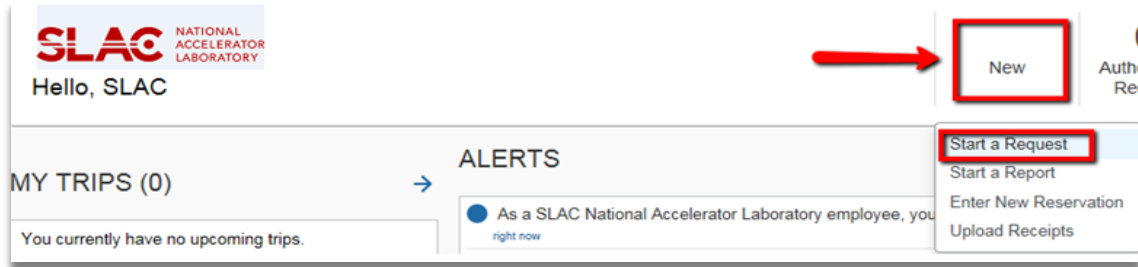 SLAC NATIONAL
ACCELERATOR
LABORATORY
Hello, SLAC
New
MY TRIPS (0)
You currently have no upcoming trips.
ALERTS
As a SLAC National Accelerator Laboratory employee, you
right now
Start a Request
Start a Report
Enter New Reservation
Upload Receipts